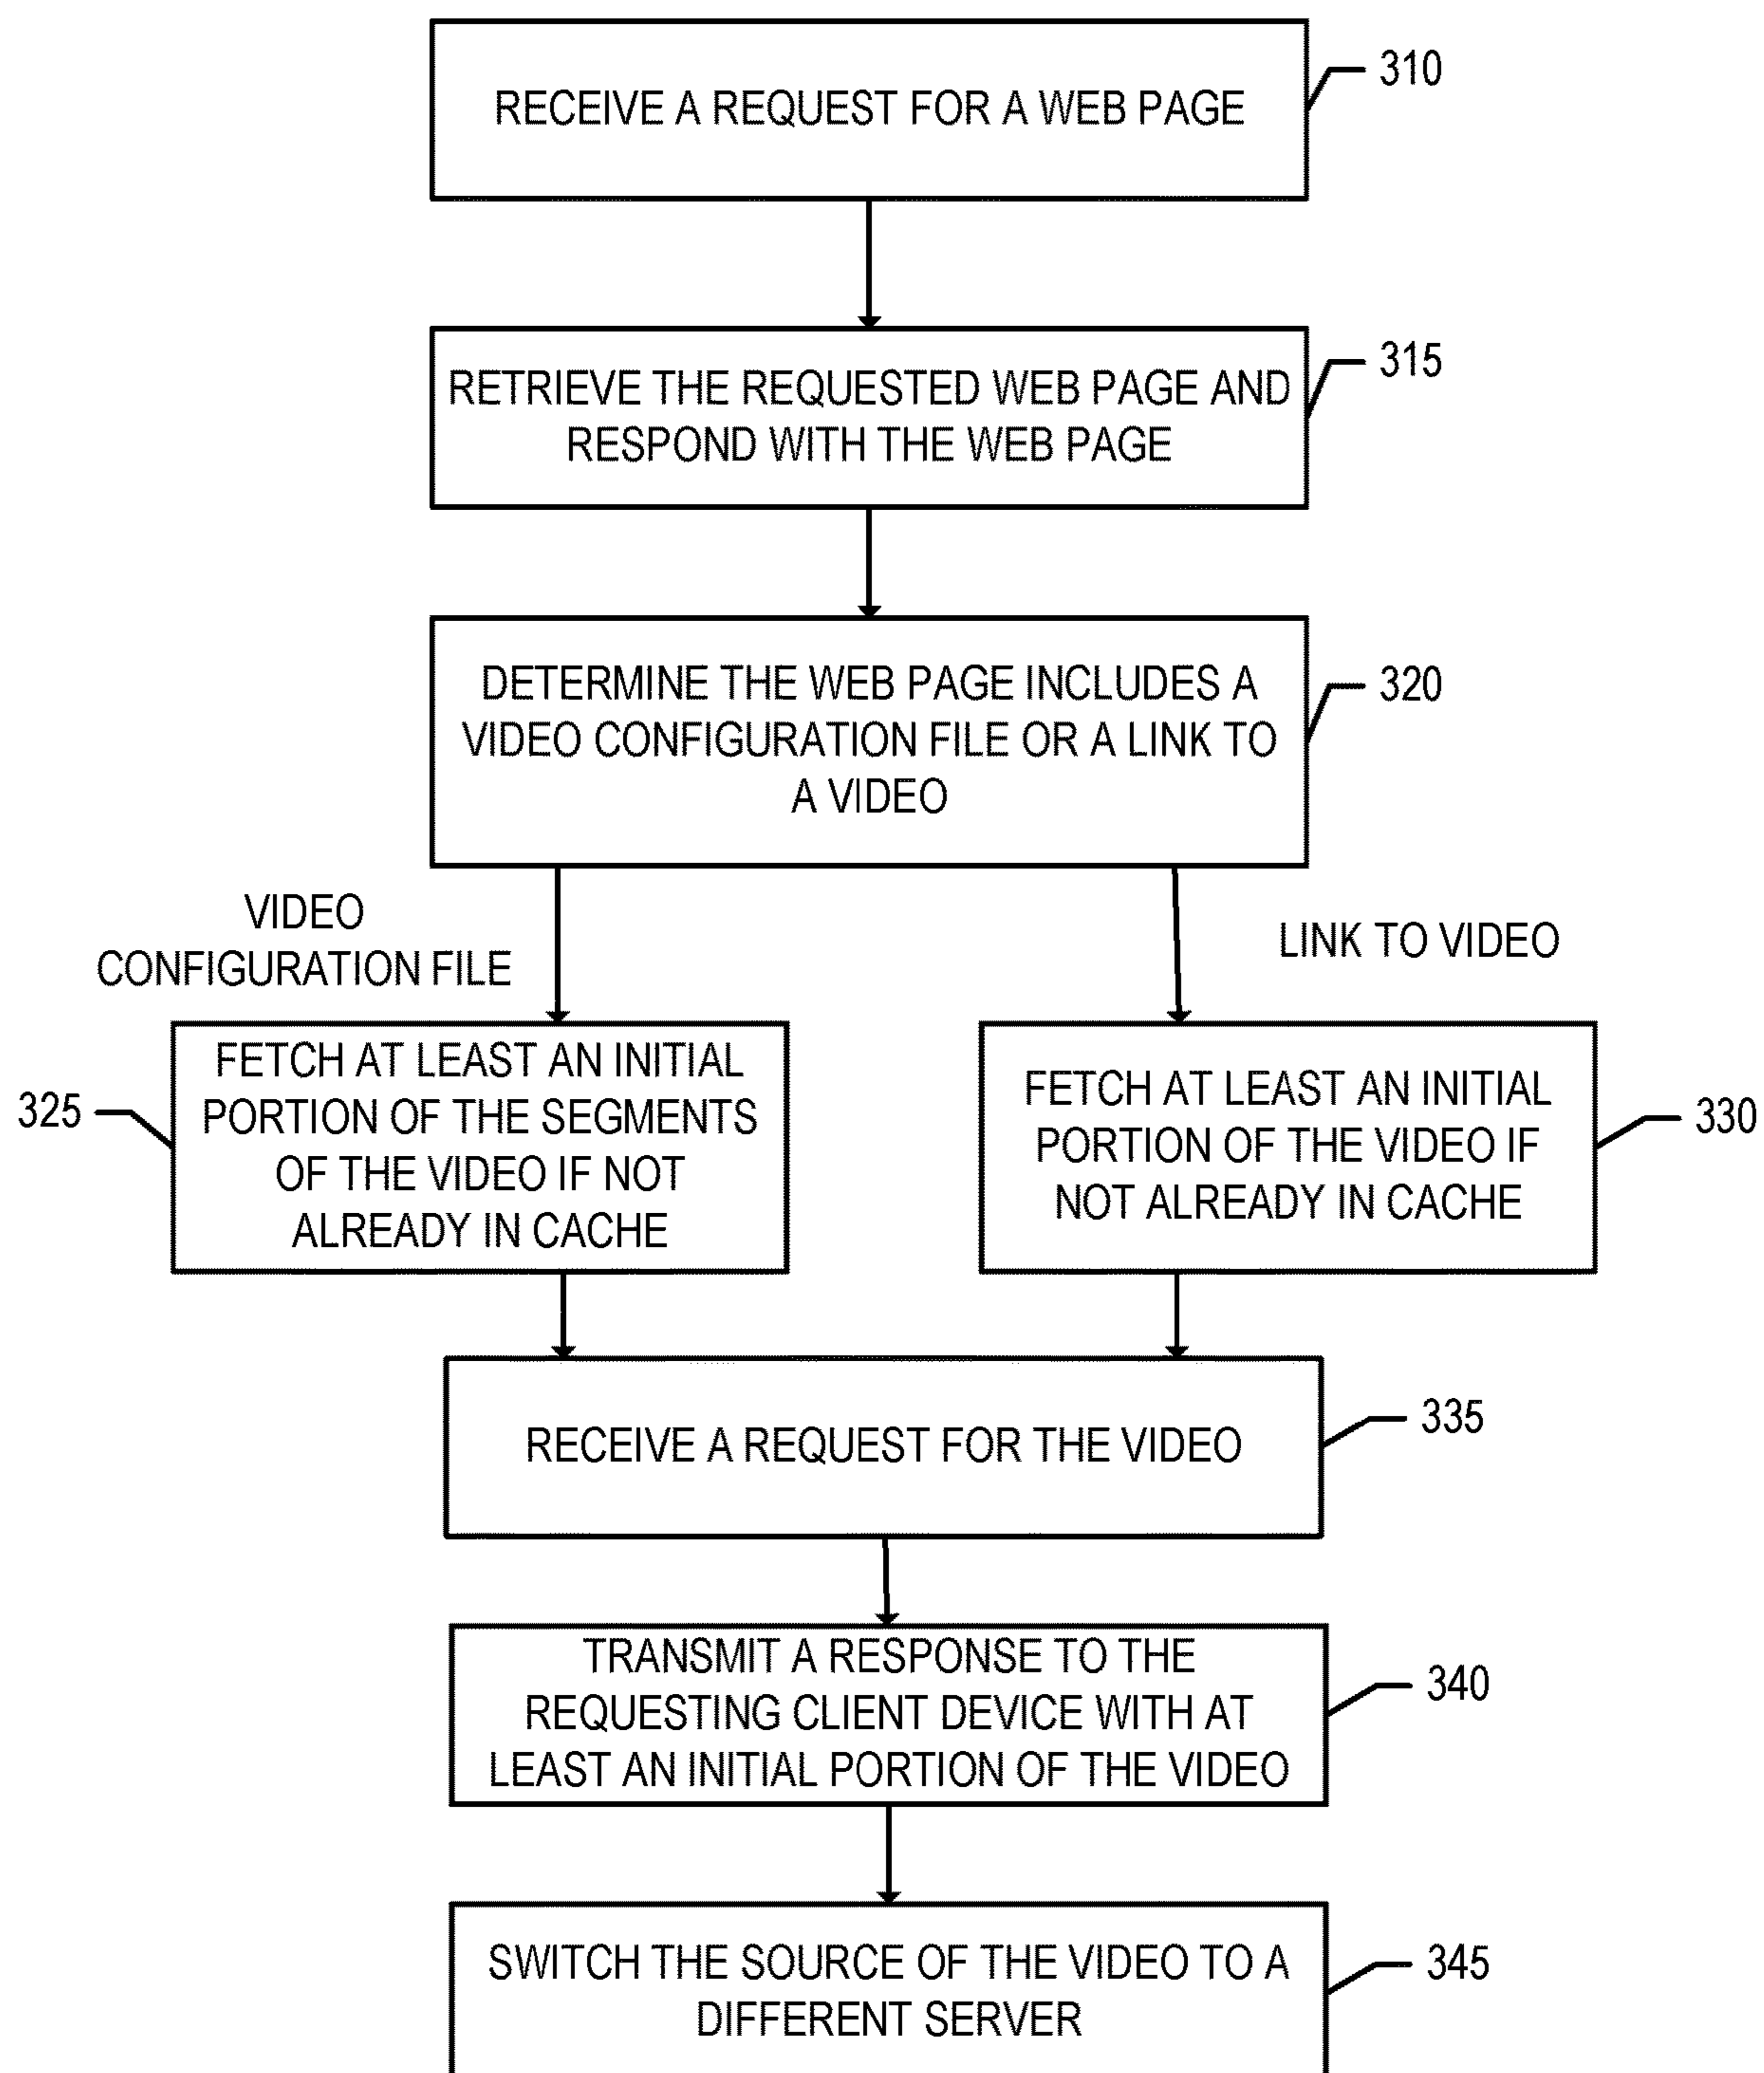 RECEIVE A REQUEST FOR A WEB PAGE
310
RETRIEVE THE REQUESTED WEB PAGE AND
RESPOND WITH THE WEB PAGE
315
DETERMINE THE WEB PAGE INCLUDES A
VIDEO CONFIGURATION FILE OR A LINK TO
A VIDEO
320
VIDEO
CONFIGURATION FILE
LINK TO VIDEO
325
FETCH AT LEAST AN INITIAL
PORTION OF THE SEGMENTS
OF THE VIDEO IF NOT
ALREADY IN CACHE
FETCH AT LEAST AN INITIAL
PORTION OF THE VIDEO IF
NOT ALREADY IN CACHE
330
RECEIVE A REQUEST FOR THE VIDEO
335
TRANSMIT A RESPONSE TO THE
REQUESTING CLIENT DEVICE WITH AT
LEAST AN INITIAL PORTION OF THE VIDEO
340
SWITCH THE SOURCE OF THE VIDEO TO A
DIFFERENT SERVER
345